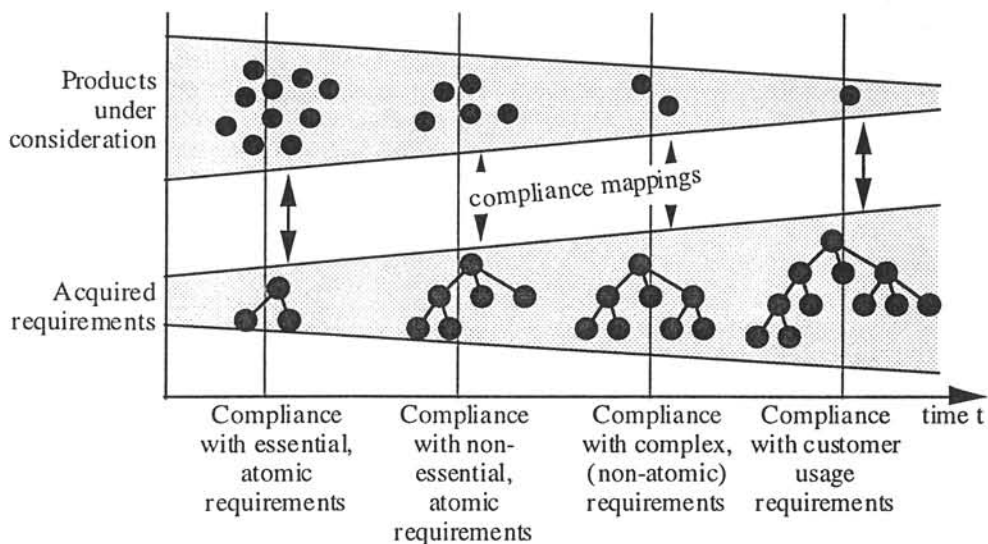 Products
under
consideration
compliance mappings
Acquired
requirements
Compliance
with essential,
atomic
requirements
Compliance
with non-
essential,
atomic
requirements
Compliance
with complex,
(non-atomic)
requirements
Compliance
with customer
usage
requirements
time t